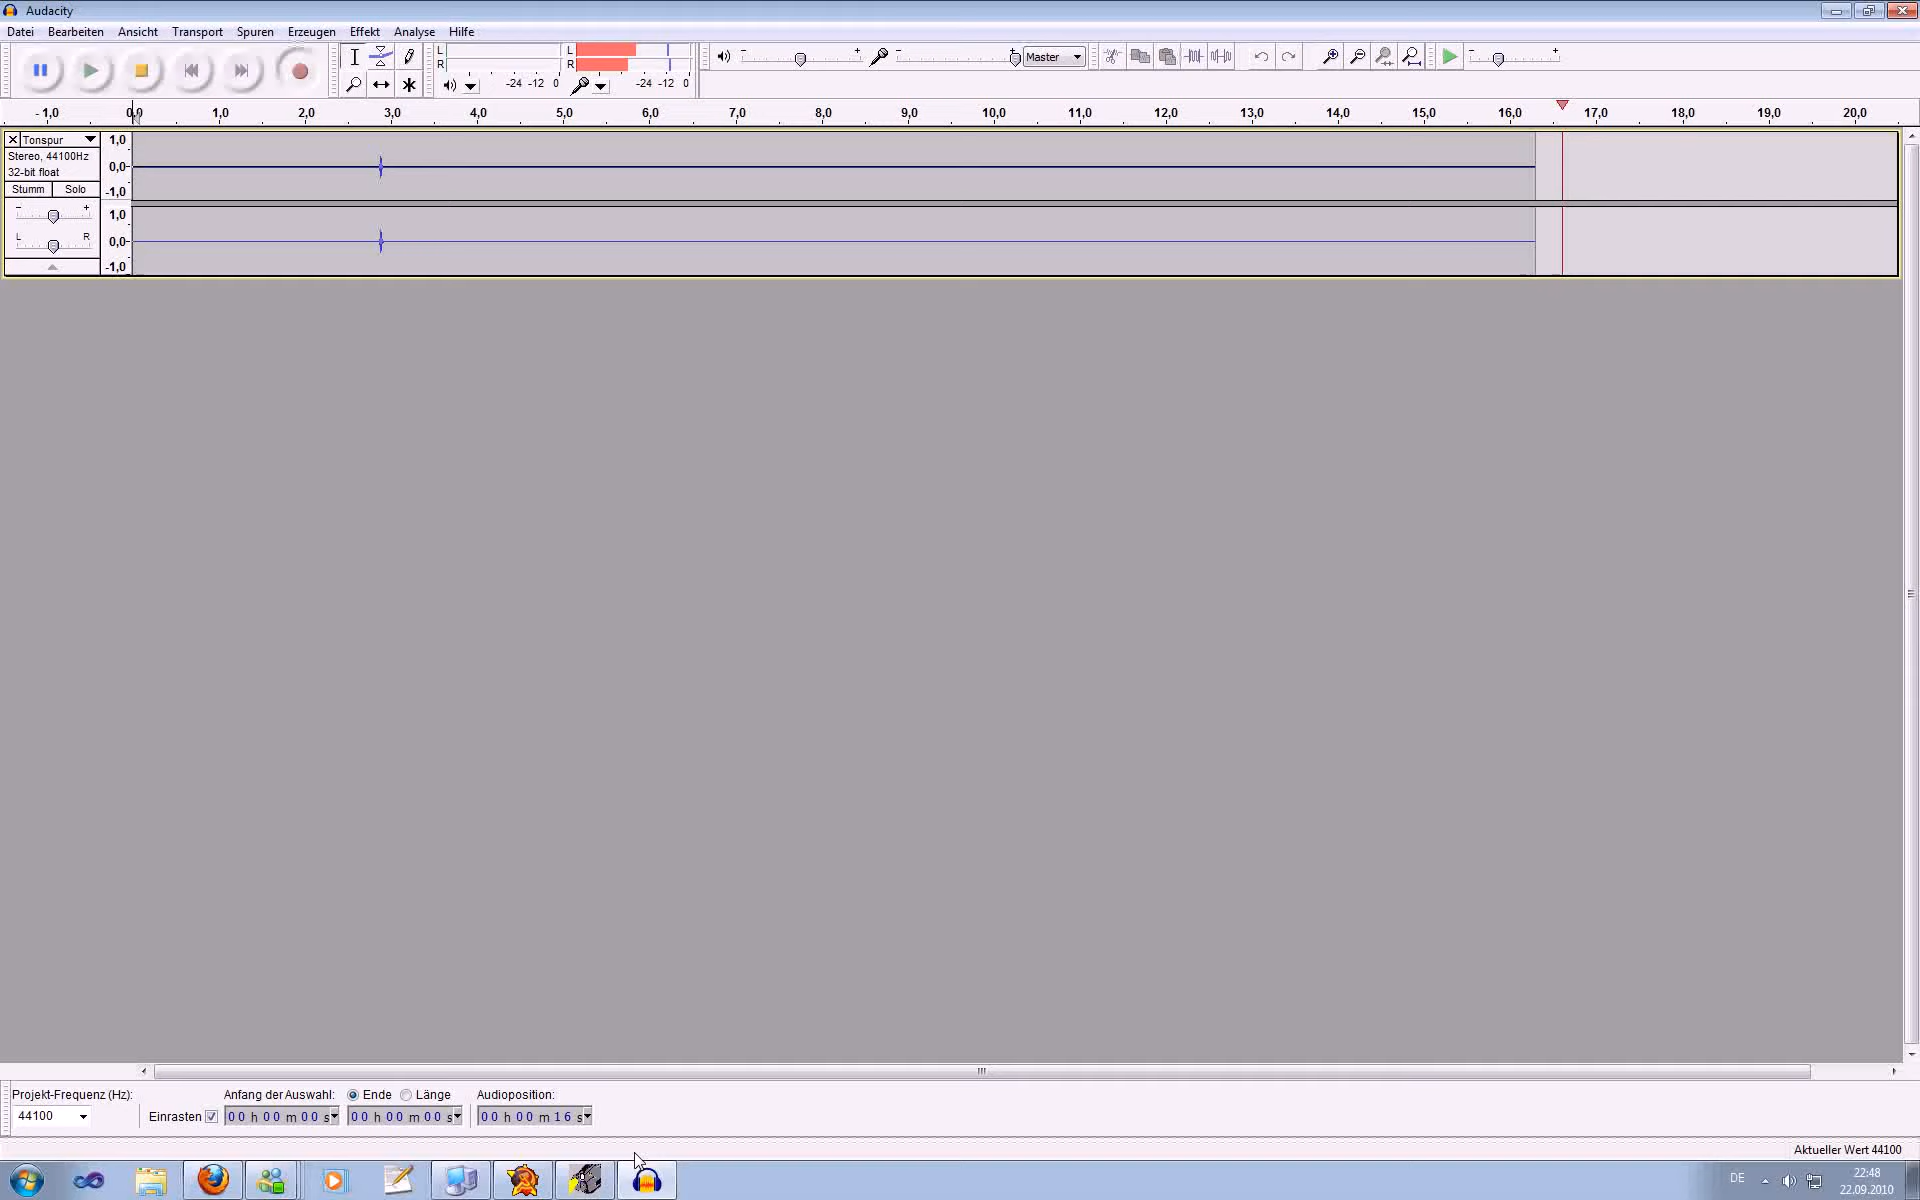 Audacity
Datei Bearbeiten Ansicht Transport Spuren Erzeugen Effekt Analyse Hilfe
L L
R R
Master
-24 -12 0 -24 -12 0
- 1,0 0,0 1,0 2,0 3,0 4,0 5,0 6,0 7,0 8,0 9,0 10,0 11,0 12,0 13,0 14,0 15,0 16,0 17,0 18,0 19,0 20,0
Tonspur
Stereo, 44100Hz
32-bit float
Stumm Solo
- +
L R
1,0
0,0
-1,0
1,0
0,0
-1,0
Projekt-Frequenz (Hz): Anfang der Auswahl: Ende Länge Audioposition:
44100 Einrasten 00 h 00 m 00 s 00 h 00 m 00 s 00 h 00 m 16 s
Aktueller Wert 44100
DE
22:48
22.09.2010